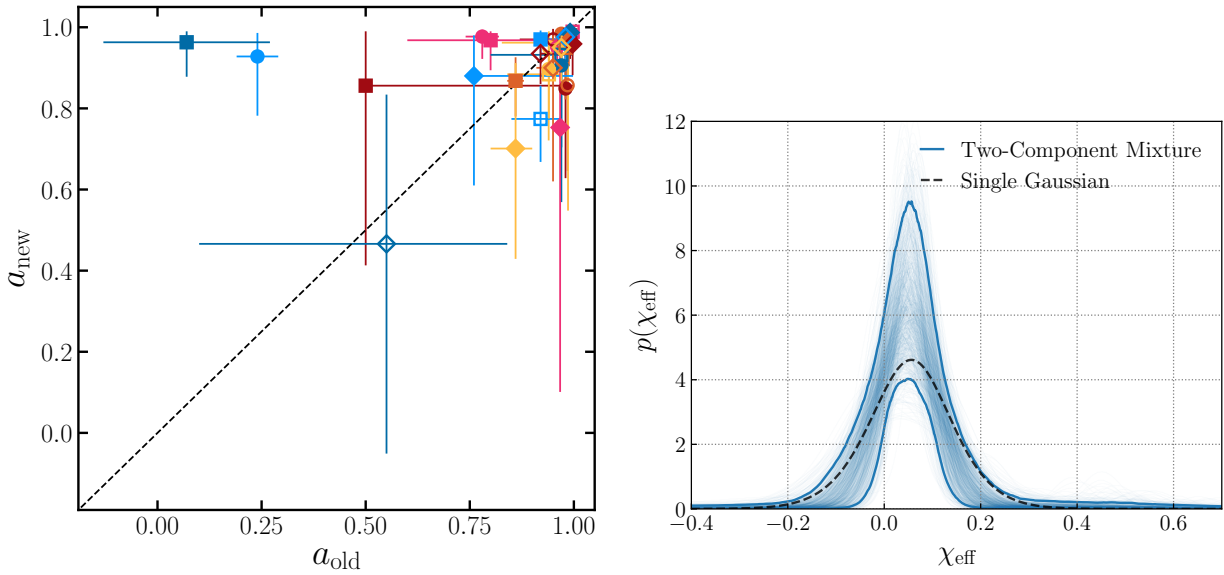 1.0
0.8
0.6
0.4
0.2
0.0
a_new
0.00 0.25 0.50 0.75 1.00
a_old
12
10
8
6
4
2
0
p(χ_eff)
Two-Component Mixture
Single Gaussian
−0.4 −0.2 0.0 0.2 0.4 0.6
χ_eff